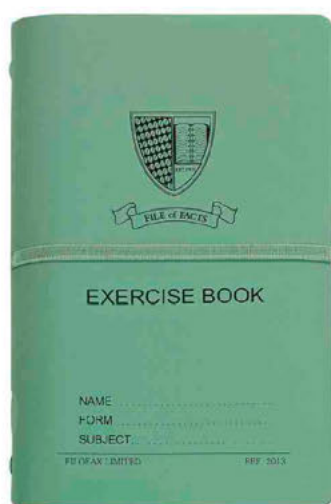 FILE of FACTS
EXERCISE BOOK
NAME
FORM
SUBJECT
FILOFAX LIMITED REF. 2013